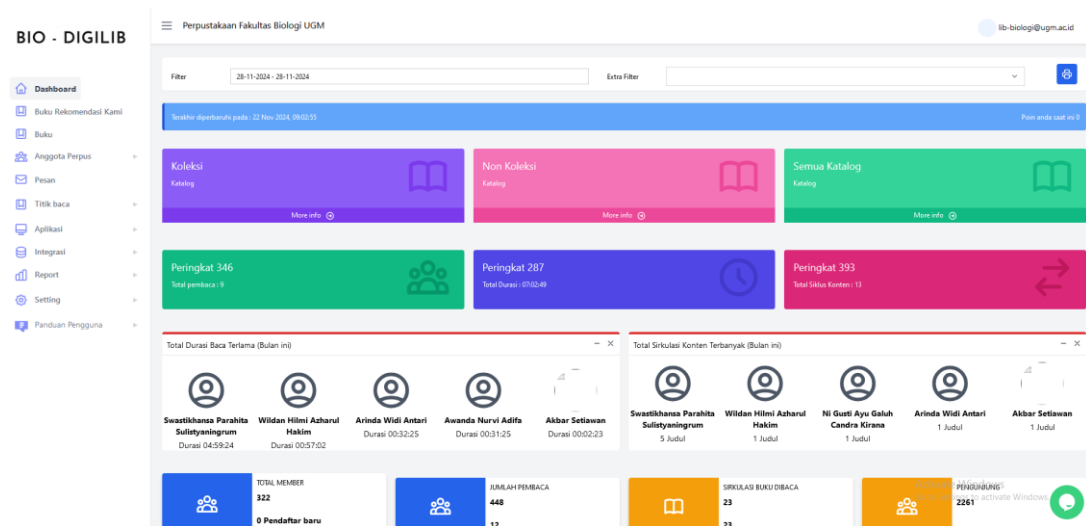 BIO - DIGILIB
Perpustakaan Fakultas Biologi UGM
lib-biologi@ugm.ac.id
Dashboard
Buku Rekomendasi Kami
Buku
Anggota Perpus
Pesan
Titik baca
Aplikasi
Integrasi
Report
Setting
Panduan Pengguna
Filter
28-11-2024 - 28-11-2024
Extra Filter
Terakhir diperbaruhi pada : 22 Nov 2024, 09:02:55
Poin anda saat ini 0
Koleksi
Katalog
More info
Non Koleksi
Katalog
More info
Semua Katalog
Katalog
More info
Peringkat 346
Total pembaca : 9
Peringkat 287
Total Durasi : 07:02:49
Peringkat 393
Total Siklus Konten : 13
Total Durasi Baca Terlama (Bulan ini)
Swastikhansa Parahita
Sulistyaningrum
Durasi 04:59:24
Wildan Hilmi Azharul
Hakim
Durasi 00:57:02
Arinda Widi Antari
Durasi 00:32:25
Awanda Nurvi Adifa
Durasi 00:31:25
Akbar Setiawan
Durasi 00:02:23
Total Sirkulasi Konten Terbanyak (Bulan ini)
Swastikhansa Parahita
Sulistyaningrum
5 Judul
Wildan Hilmi Azharul
Hakim
1 Judul
Ni Gusti Ayu Galuh
Candra Kirana
1 Judul
Arinda Widi Antari
1 Judul
Akbar Setiawan
1 Judul
TOTAL MEMBER
322
0 Pendaftar baru
JUMLAH PEMBACA
448
12
SIRKULASI BUKU DIBACA
23
23
PENGUNJUNG
2261
to activate Windows.